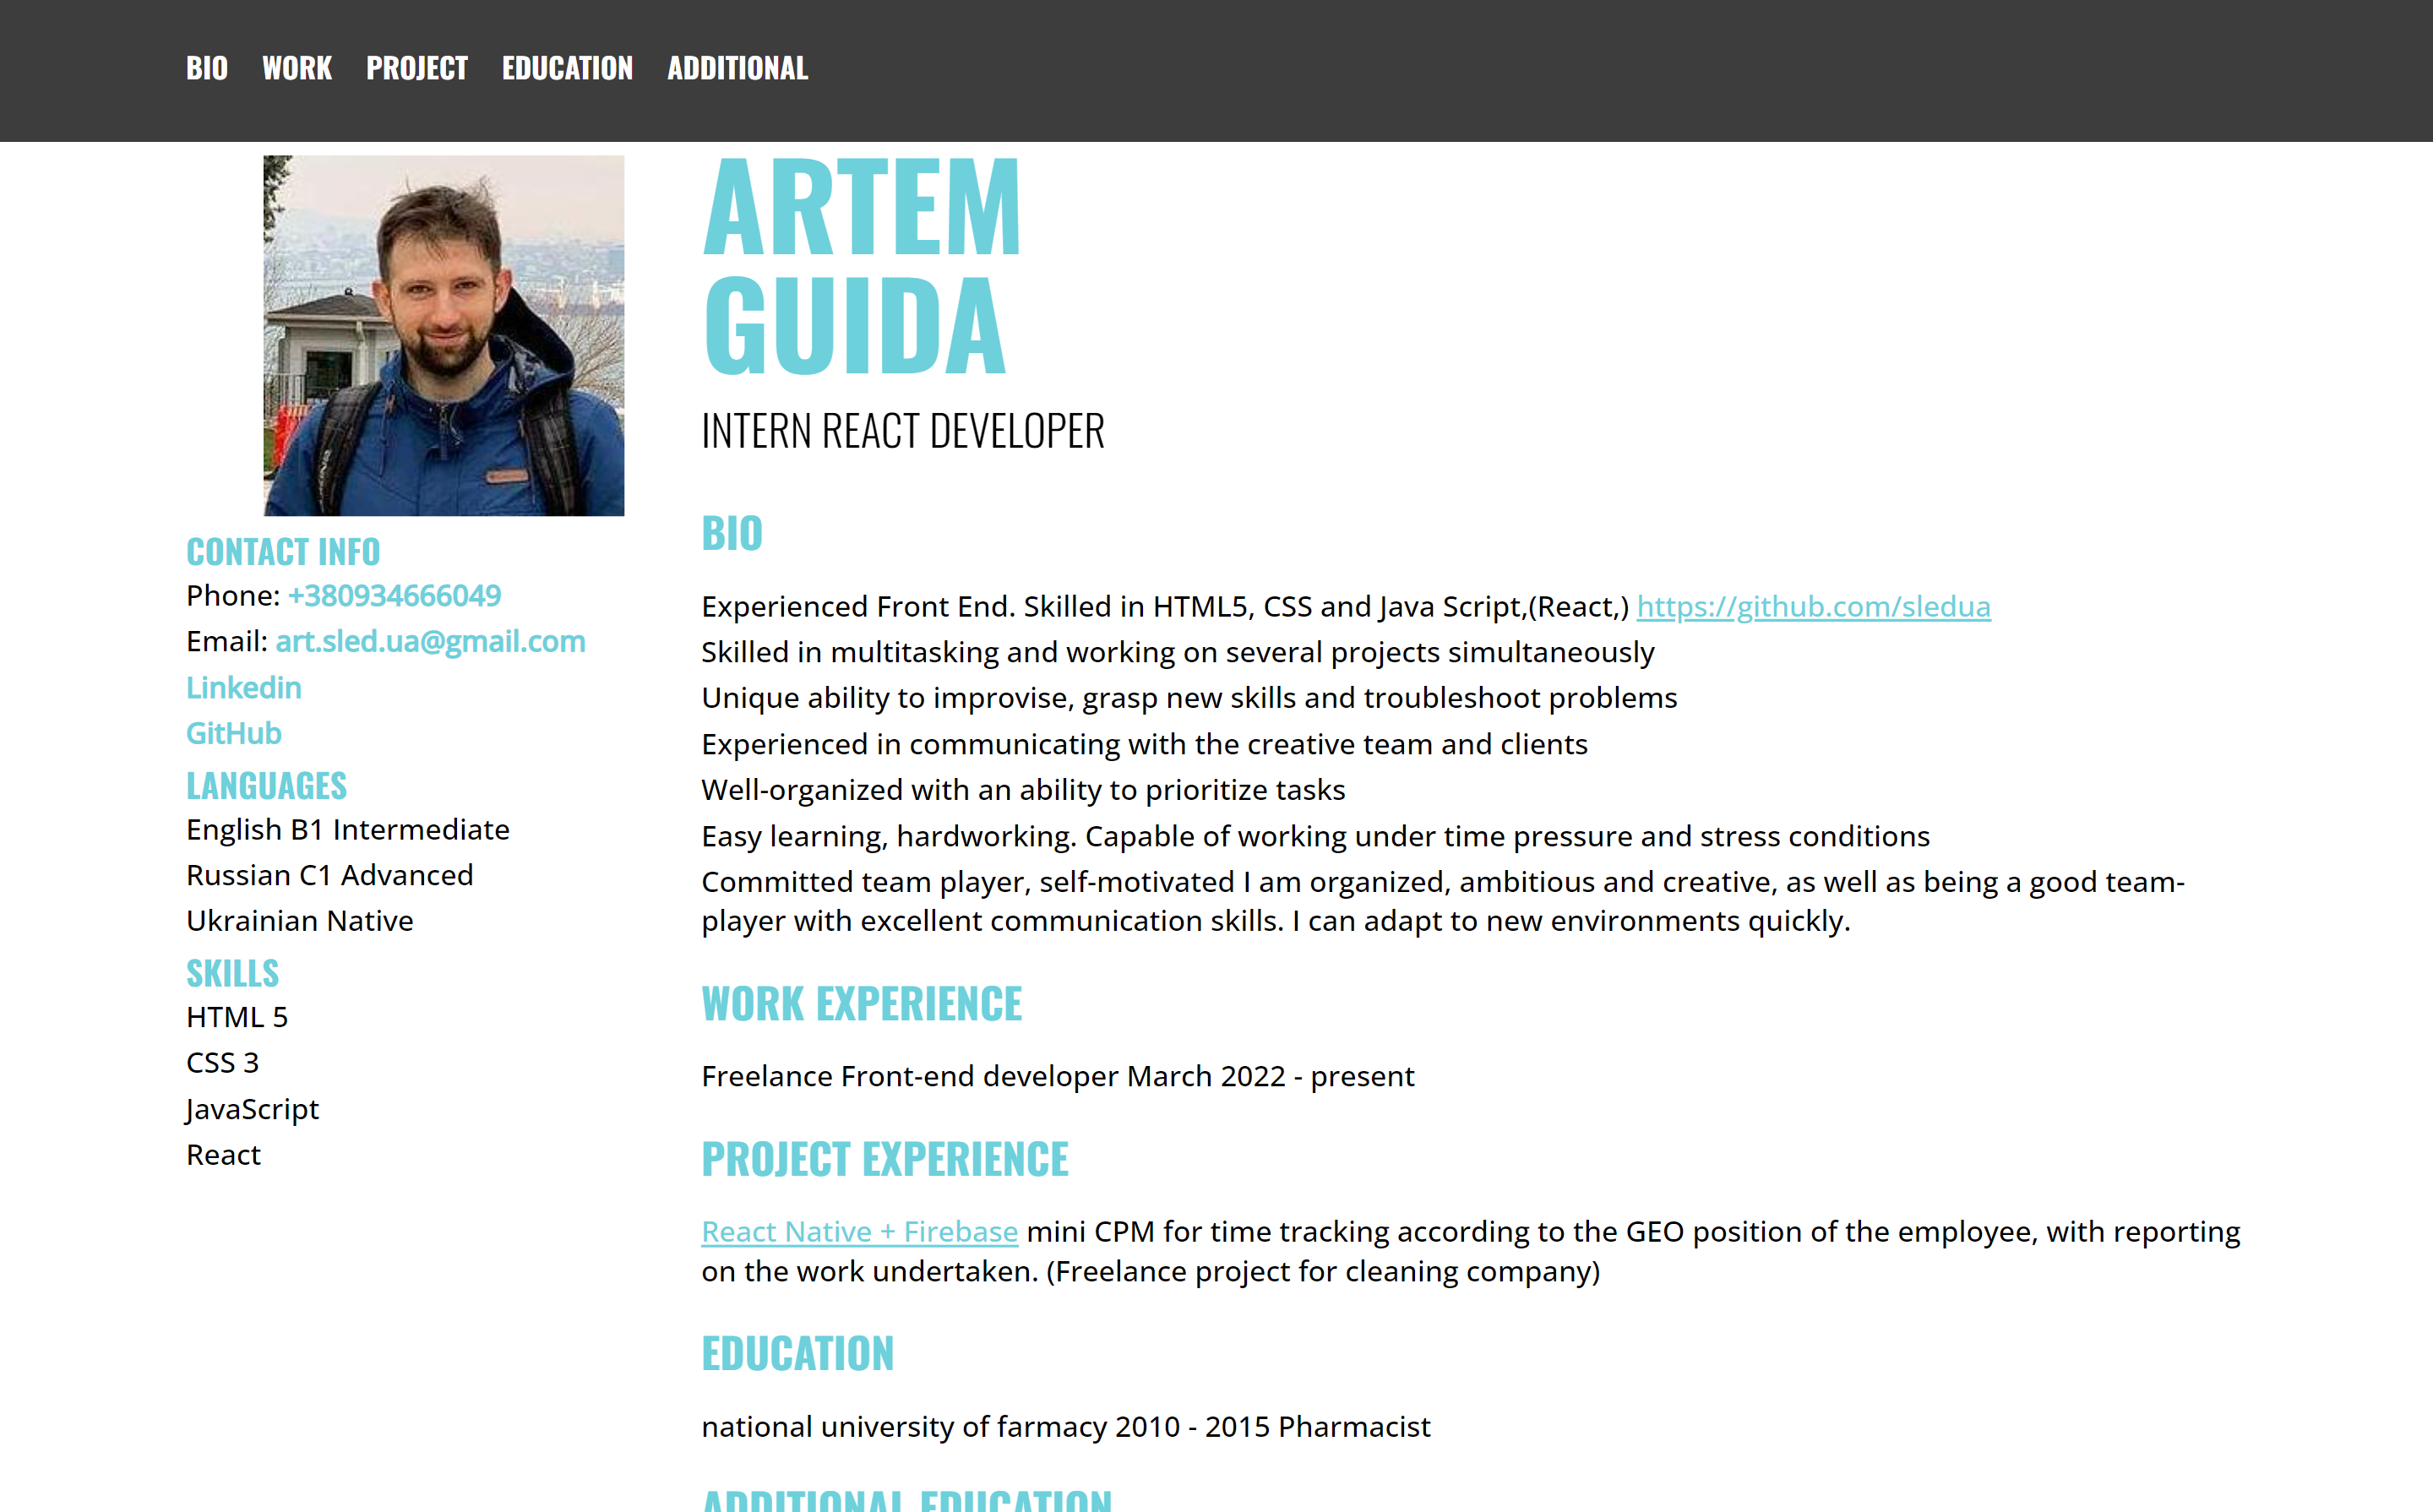 BIO WORK PROJECT EDUCATION ADDITIONAL
ARTEM
GUIDA
INTERN REACT DEVELOPER
CONTACT INFO
Phone: +380934666049
Email: art.sled.ua@gmail.com
Linkedin
GitHub
LANGUAGES
English B1 Intermediate
Russian C1 Advanced
Ukrainian Native
SKILLS
HTML 5
CSS 3
JavaScript
React
BIO
Experienced Front End. Skilled in HTML5, CSS and Java Script,(React,) https://github.com/sledua
Skilled in multitasking and working on several projects simultaneously
Unique ability to improvise, grasp new skills and troubleshoot problems
Experienced in communicating with the creative team and clients
Well-organized with an ability to prioritize tasks
Easy learning, hardworking. Capable of working under time pressure and stress conditions
Committed team player, self-motivated I am organized, ambitious and creative, as well as being a good team-
player with excellent communication skills. I can adapt to new environments quickly.
WORK EXPERIENCE
Freelance Front-end developer March 2022 - present
PROJECT EXPERIENCE
React Native + Firebase mini CPM for time tracking according to the GEO position of the employee, with reporting
on the work undertaken. (Freelance project for cleaning company)
EDUCATION
national university of farmacy 2010 - 2015 Pharmacist
ADDITIONAL EDUCATION